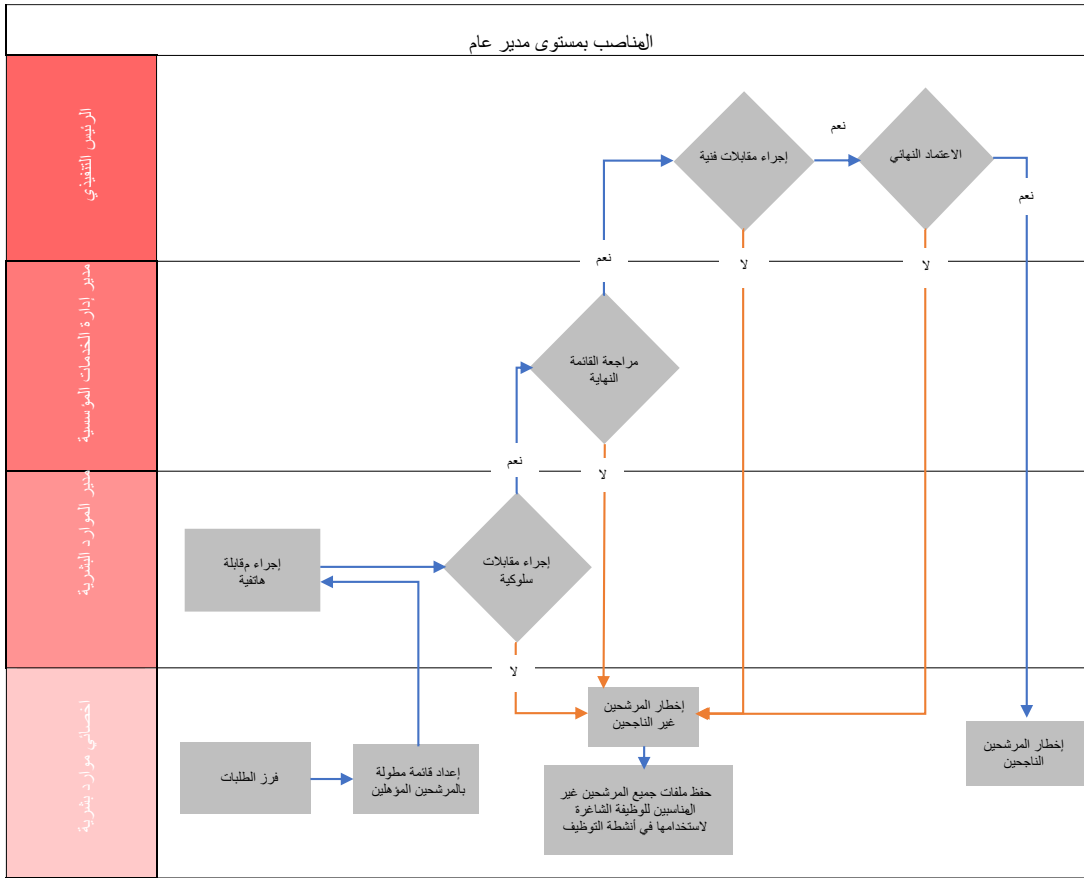 المناصب بمستوى مدير عام
الرئيس التنفيذي
إجراء مقابلات فنية
نعم
الاعتماد النهائي
نعم
نعم
لا
لا
مدير إدارة الخدمات المؤسسية
مراجعة القائمة
النهاية
نعم
لا
مدير الموارد البشرية
إجراء مقابلة
هاتفية
إجراء مقابلات
سلوكية
لا
اخصائي موارد بشرية
فرز الطلبات
إعداد قائمة مطولة
بالمرشحين المؤهلين
إخطار المرشحين
غير الناجحين
حفظ ملفات جميع المرشحين غير
المناسبين للوظيفة الشاغرة
لاستخدامها في أنشطة التوظيف
إخطار المرشحين
الناجحين